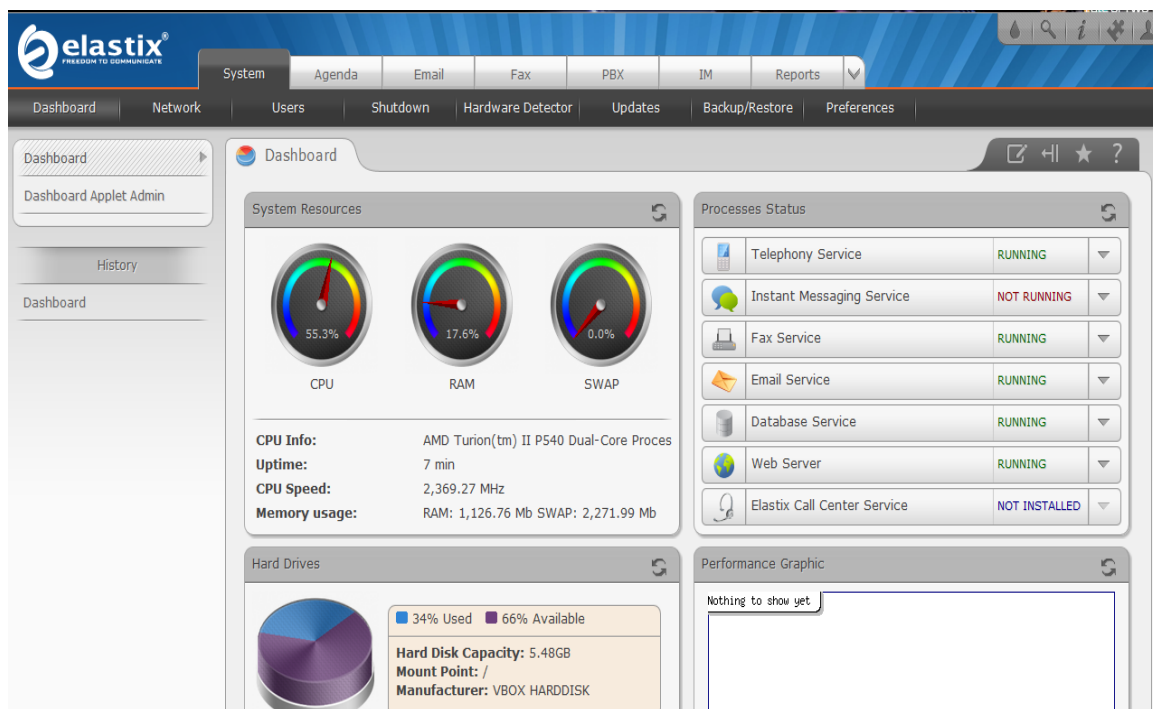 elastix®
FREEDOM TO COMMUNICATE
System Agenda Email Fax PBX IM Reports
Dashboard Network Users Shutdown Hardware Detector Updates Backup/Restore Preferences
Dashboard
Dashboard Applet Admin
History
Dashboard
Dashboard
?
System Resources
55.3% 17.6% 0.0%
CPU RAM SWAP
CPU Info: AMD Turion(tm) II P540 Dual-Core Proces
Uptime: 7 min
CPU Speed: 2,369.27 MHz
Memory usage: RAM: 1,126.76 Mb SWAP: 2,271.99 Mb
Processes Status
Telephony Service RUNNING
Instant Messaging Service NOT RUNNING
Fax Service RUNNING
Email Service RUNNING
Database Service RUNNING
Web Server RUNNING
Elastix Call Center Service NOT INSTALLED
Hard Drives
34% Used 66% Available
Hard Disk Capacity: 5.48GB
Mount Point: /
Manufacturer: VBOX HARDDISK
Performance Graphic
Nothing to show yet